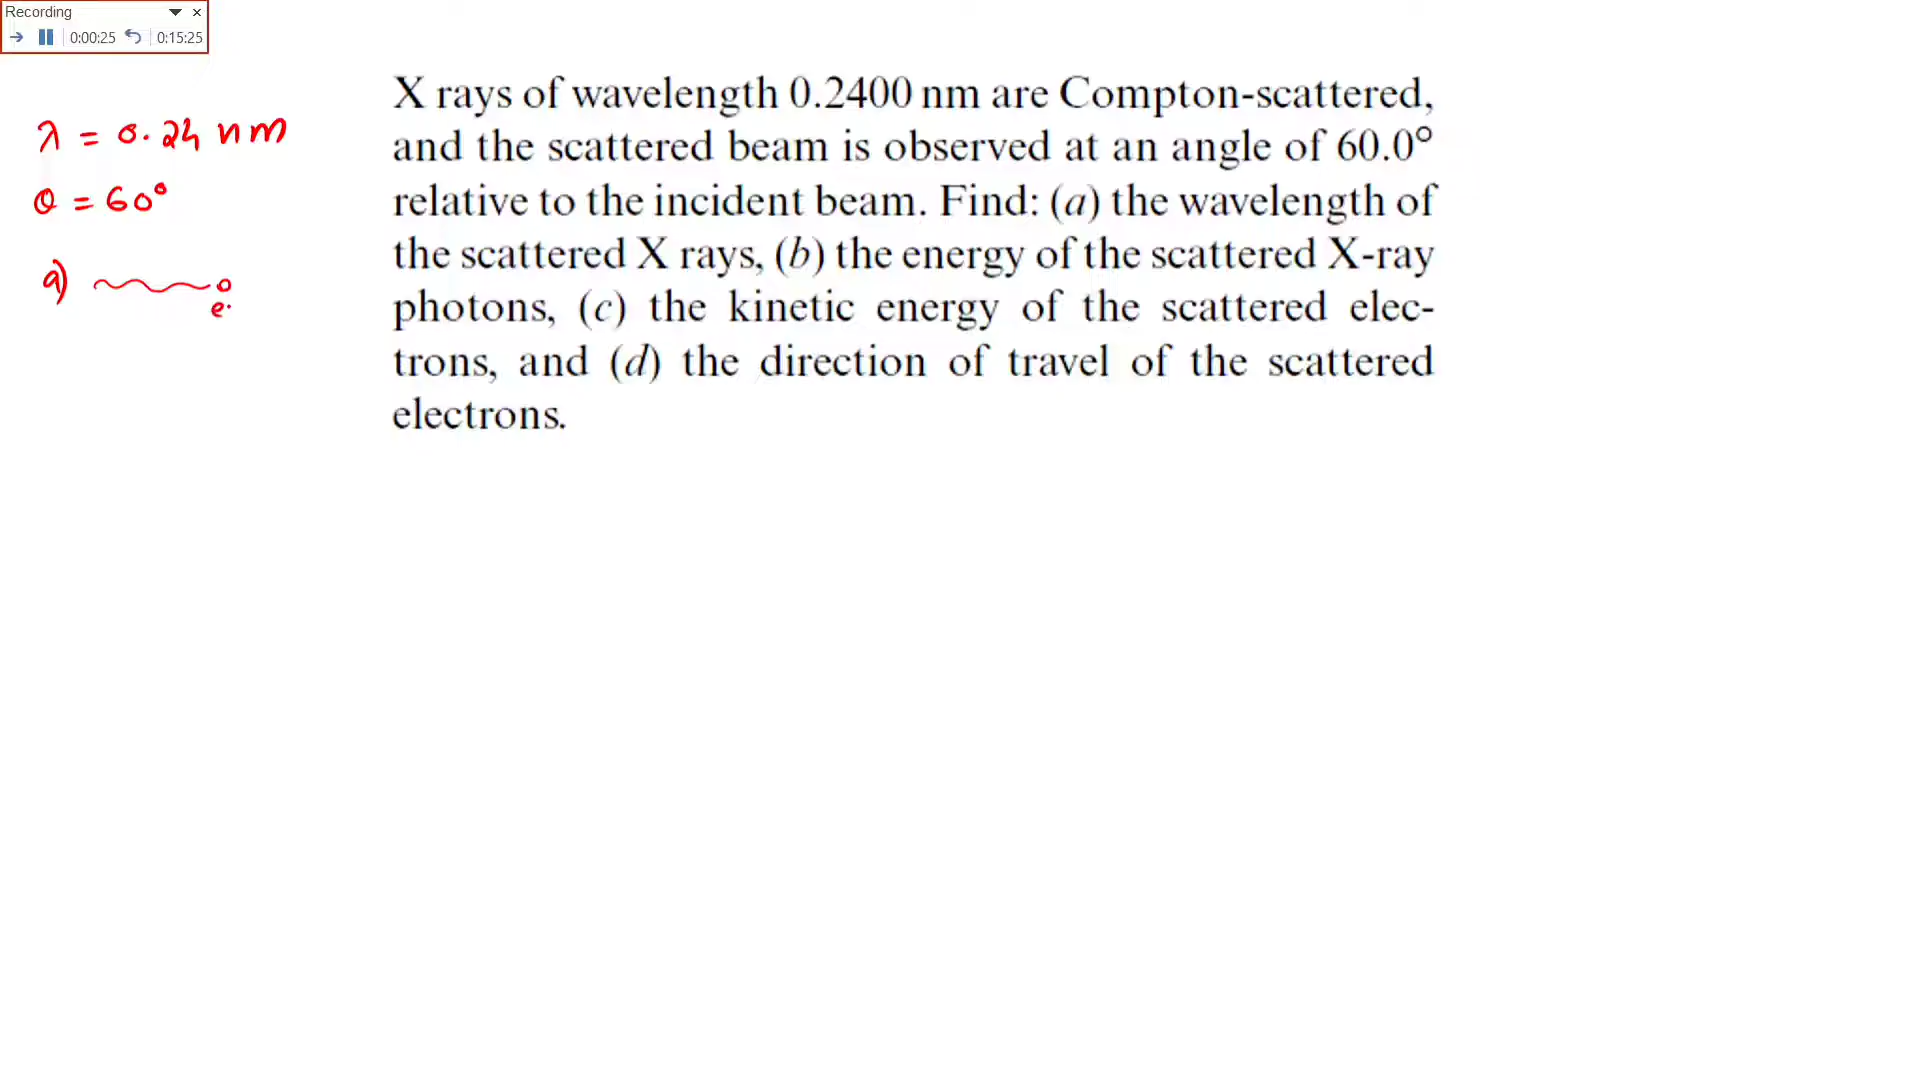 Recording
0:00:25 0:15:25
λ = 0.24 nm
θ = 60°
a)
e-
X rays of wavelength 0.2400 nm are Compton-scattered,
and the scattered beam is observed at an angle of 60.0°
relative to the incident beam. Find: (a) the wavelength of
the scattered X rays, (b) the energy of the scattered X-ray
photons, (c) the kinetic energy of the scattered elec-
trons, and (d) the direction of travel of the scattered
electrons.